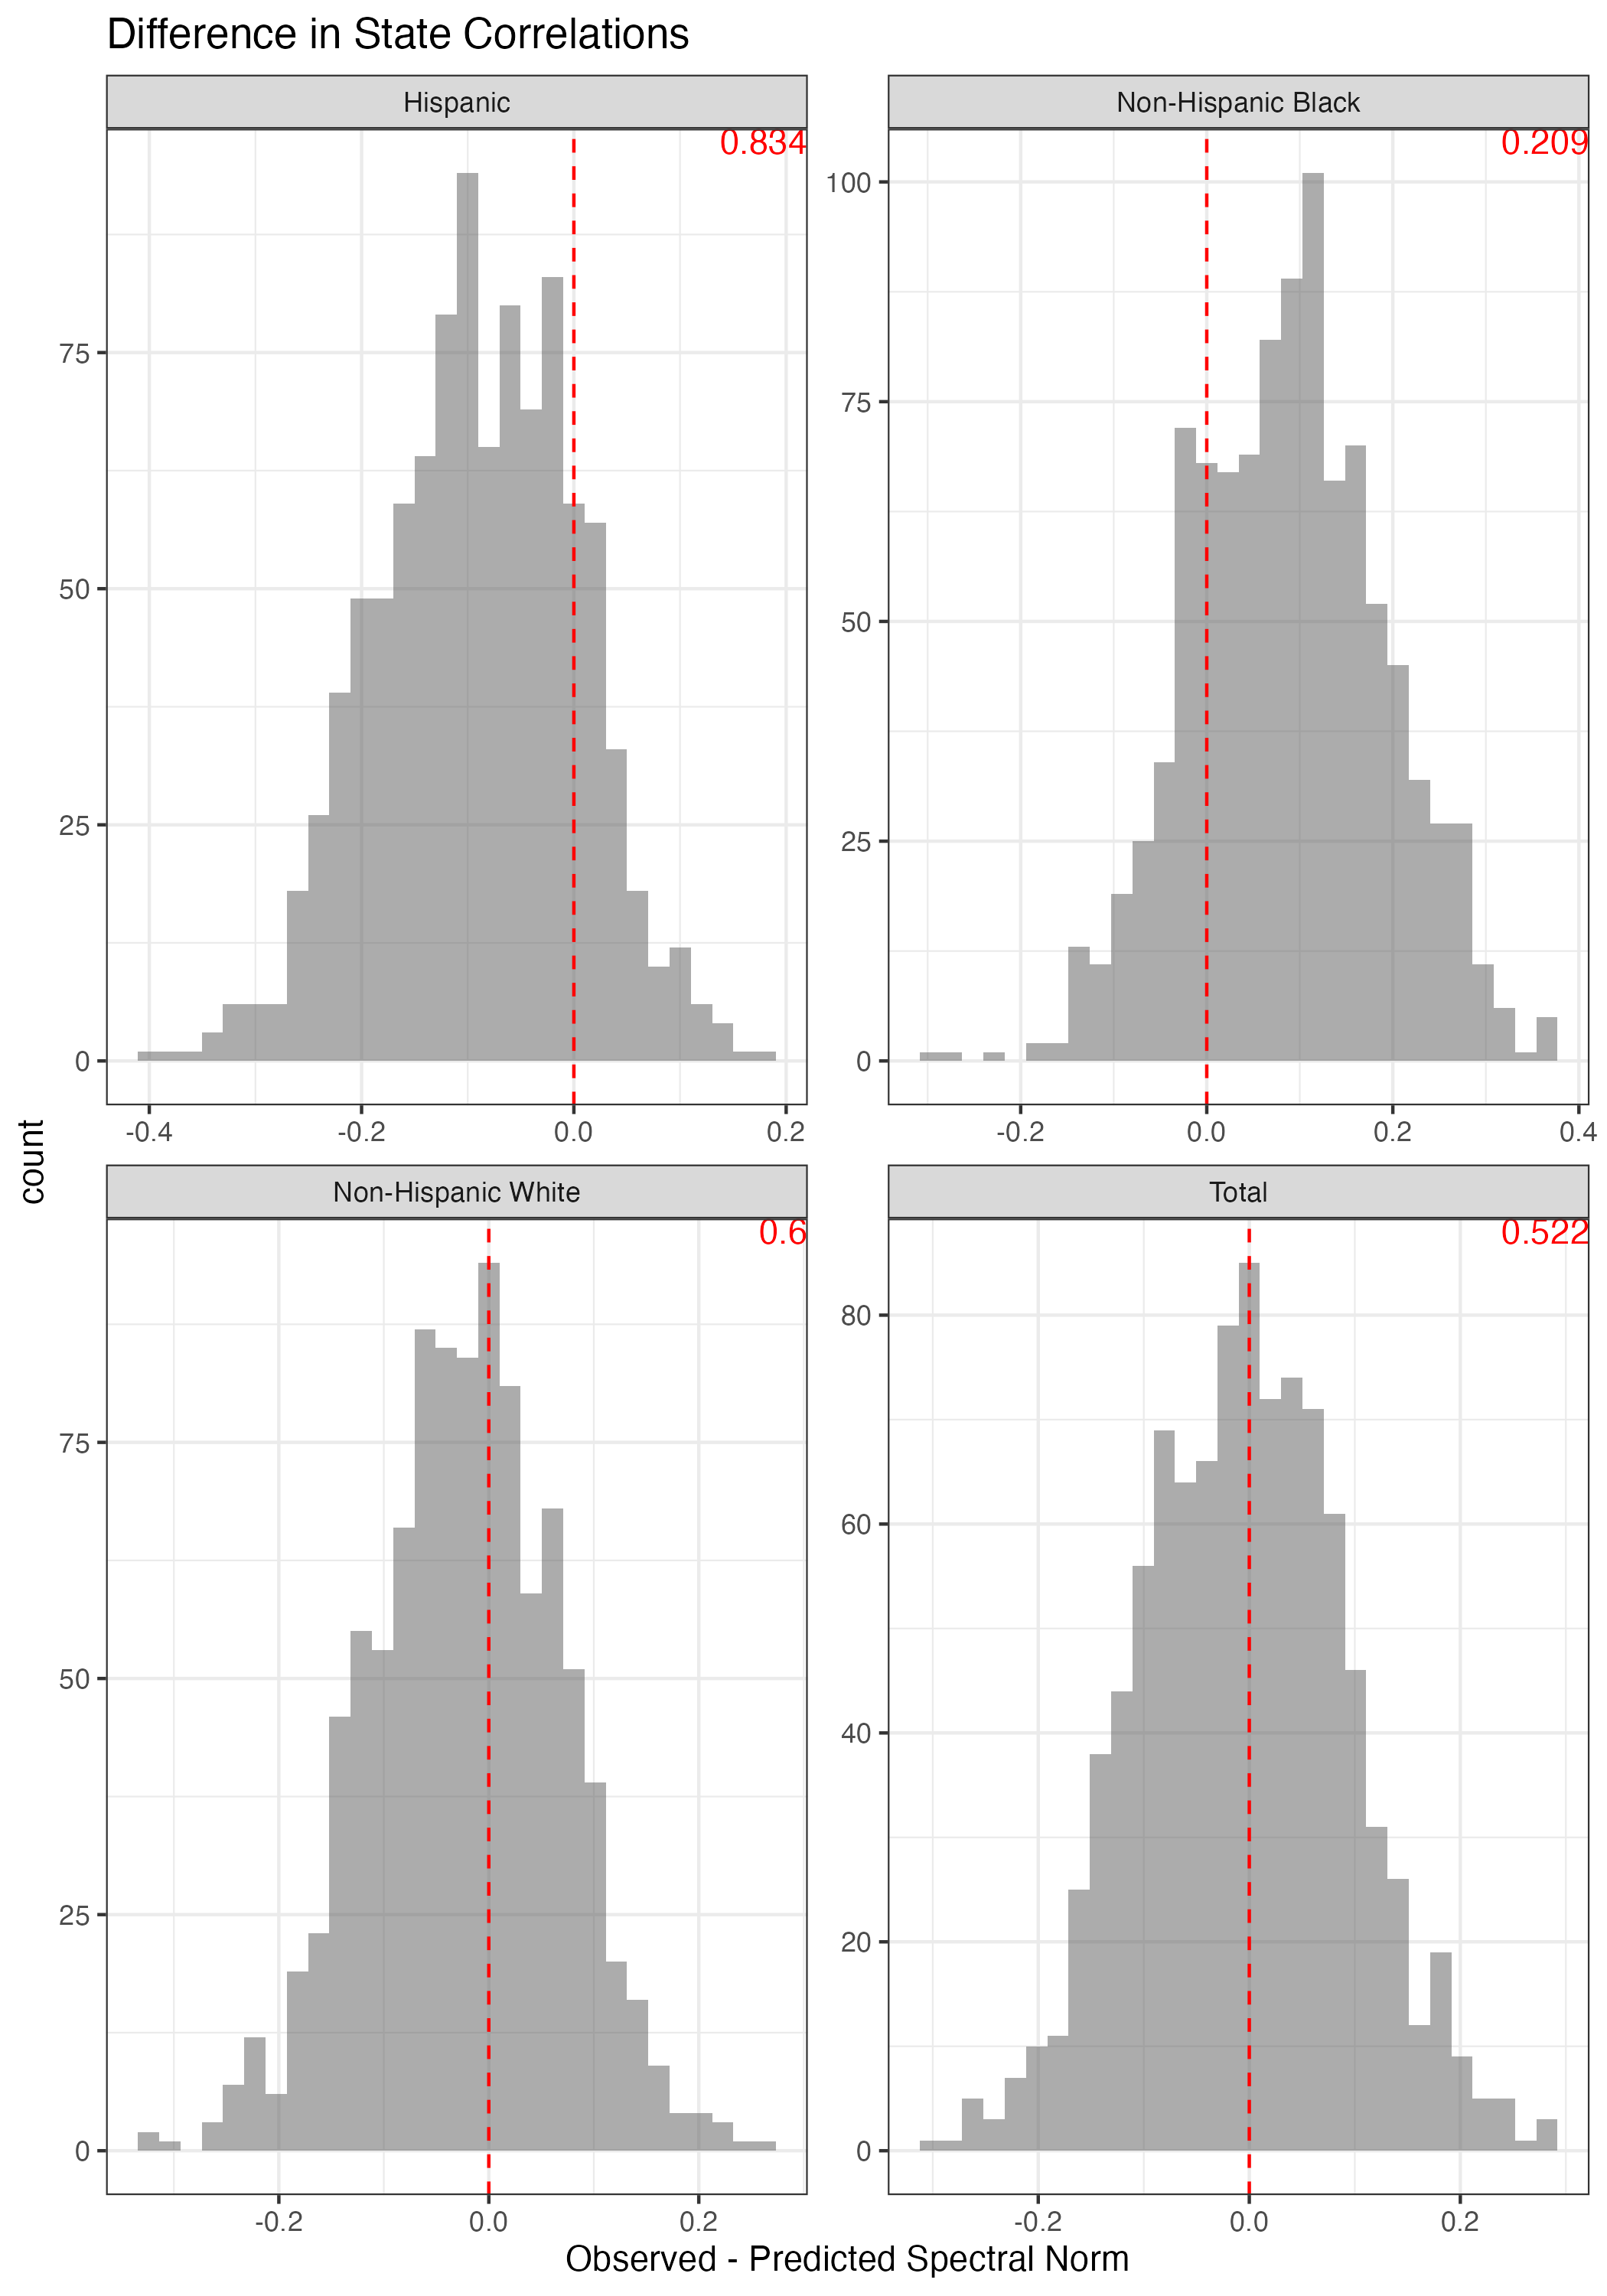 Difference in State Correlations
Hispanic
Non-Hispanic Black
0.834
0.209
75
50
25
0
100
75
50
25
0
-0.4 -0.2 0.0 0.2
-0.2 0.0 0.2 0.4
count
Non-Hispanic White
Total
0.6
0.522
75
50
25
0
80
60
40
20
0
-0.2 0.0 0.2
-0.2 0.0 0.2
Observed - Predicted Spectral Norm